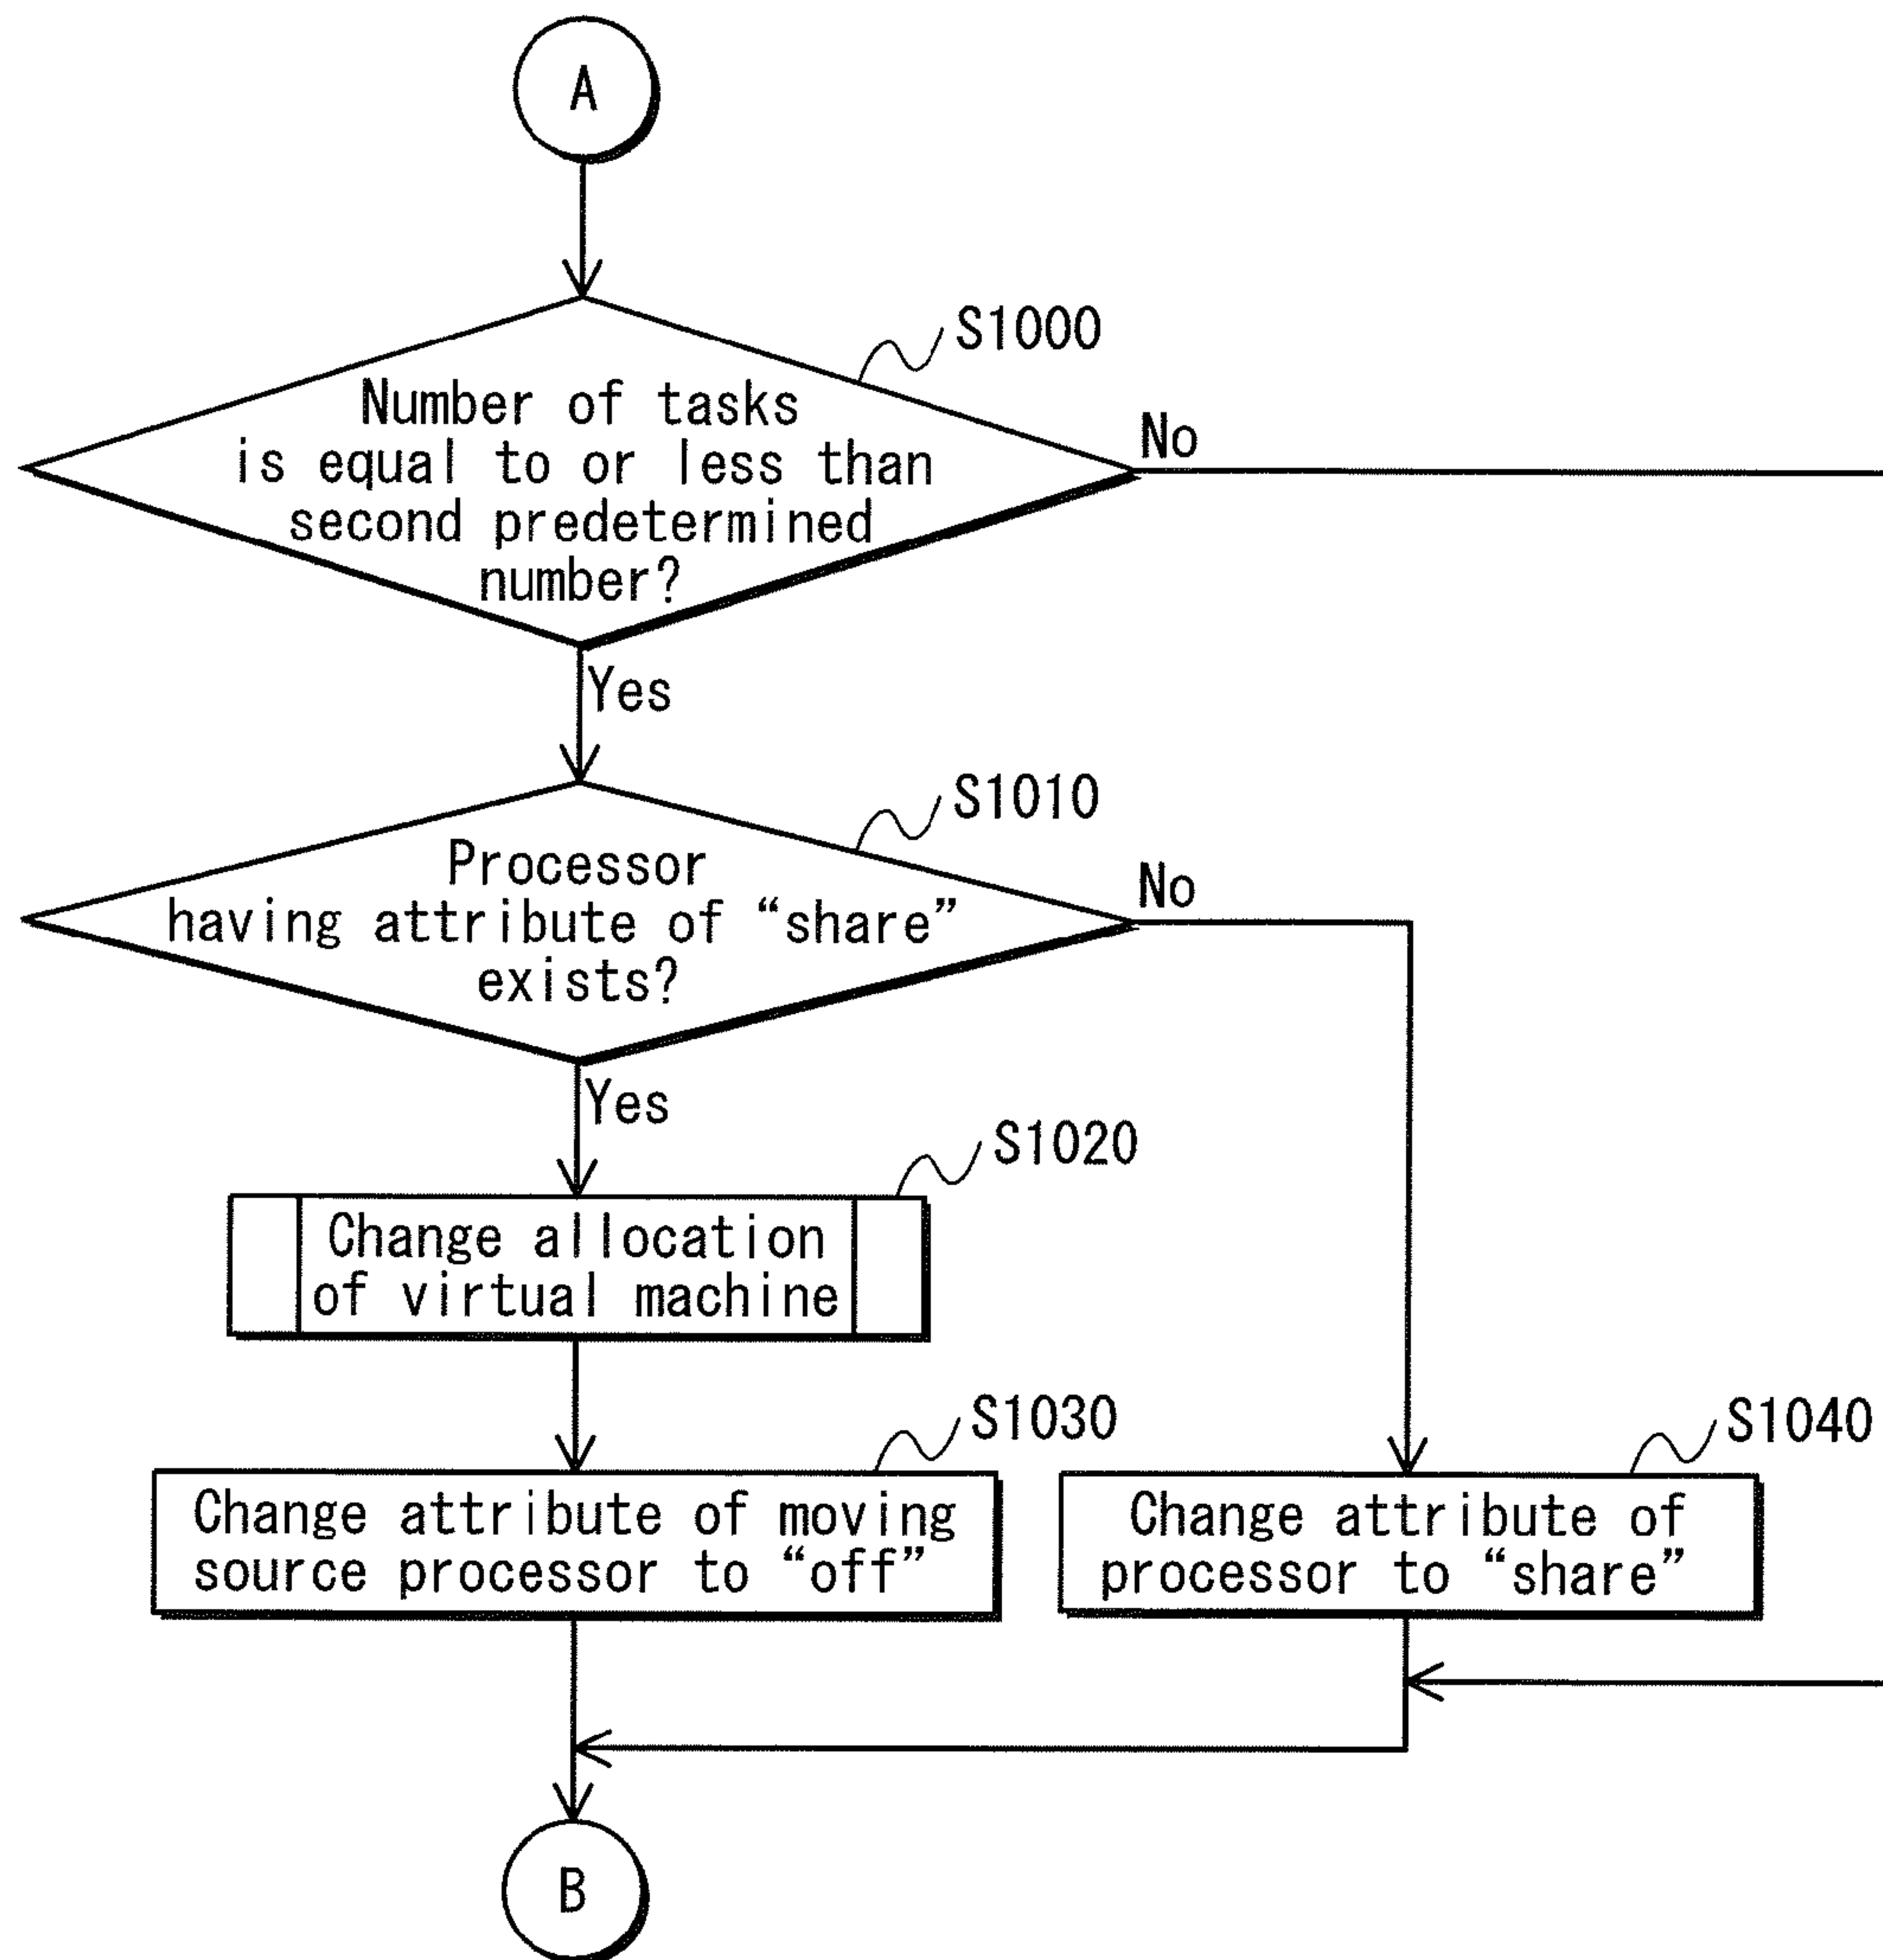 A
S1000
Number of tasks
is equal to or less than
second predetermined
number?
No
Yes
S1010
Processor
having attribute of “share”
exists?
No
Yes
S1020
Change allocation
of virtual machine
S1030
Change attribute of moving
source processor to “off”
S1040
Change attribute of
processor to “share”
B